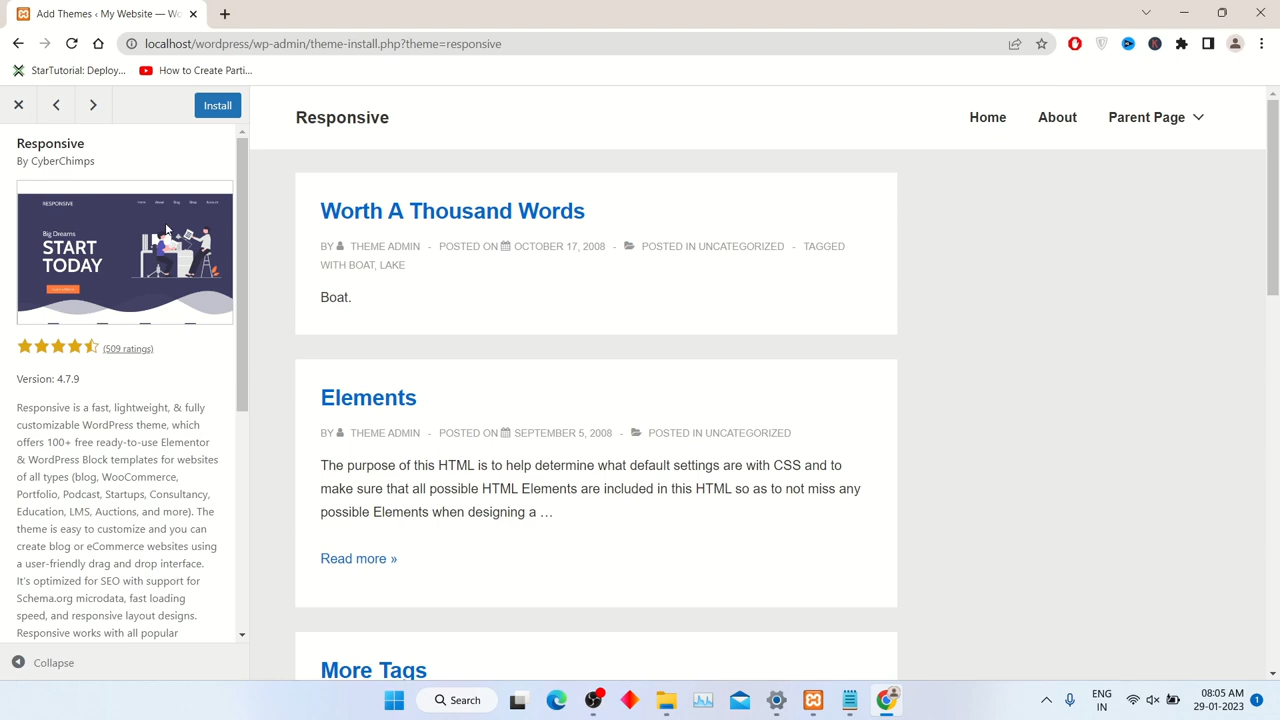 Add Themes ‹ My Website — Wo
localhost/wordpress/wp-admin/theme-install.php?theme=responsive
StarTutorial: Deploy...
How to Create Parti...
Install
Responsive
By CyberChimps
RESPONSIVE
Home
About
Blog
Shop
Big Dreams
START
TODAY
(509 ratings)
Version: 4.7.9
Responsive is a fast, lightweight, & fully
customizable WordPress theme, which
offers 100+ free ready-to-use Elementor
& WordPress Block templates for websites
of all types (blog, WooCommerce,
Portfolio, Podcast, Startups, Consultancy,
Education, LMS, Auctions, and more). The
theme is easy to customize and you can
create blog or eCommerce websites using
a user-friendly drag and drop interface.
It's optimized for SEO with support for
Schema.org microdata, fast loading
speed, and responsive layout designs.
Responsive works with all popular
Collapse
Responsive
Home
About
Parent Page
Worth A Thousand Words
BY THEME ADMIN - POSTED ON OCTOBER 17, 2008 - POSTED IN UNCATEGORIZED - TAGGED
WITH BOAT, LAKE
Boat.
Elements
BY THEME ADMIN - POSTED ON SEPTEMBER 5, 2008 - POSTED IN UNCATEGORIZED
The purpose of this HTML is to help determine what default settings are with CSS and to
make sure that all possible HTML Elements are included in this HTML so as to not miss any
possible Elements when designing a …
Read more »
More Tags
Search
ENG
IN
08:05 AM
29-01-2023
1